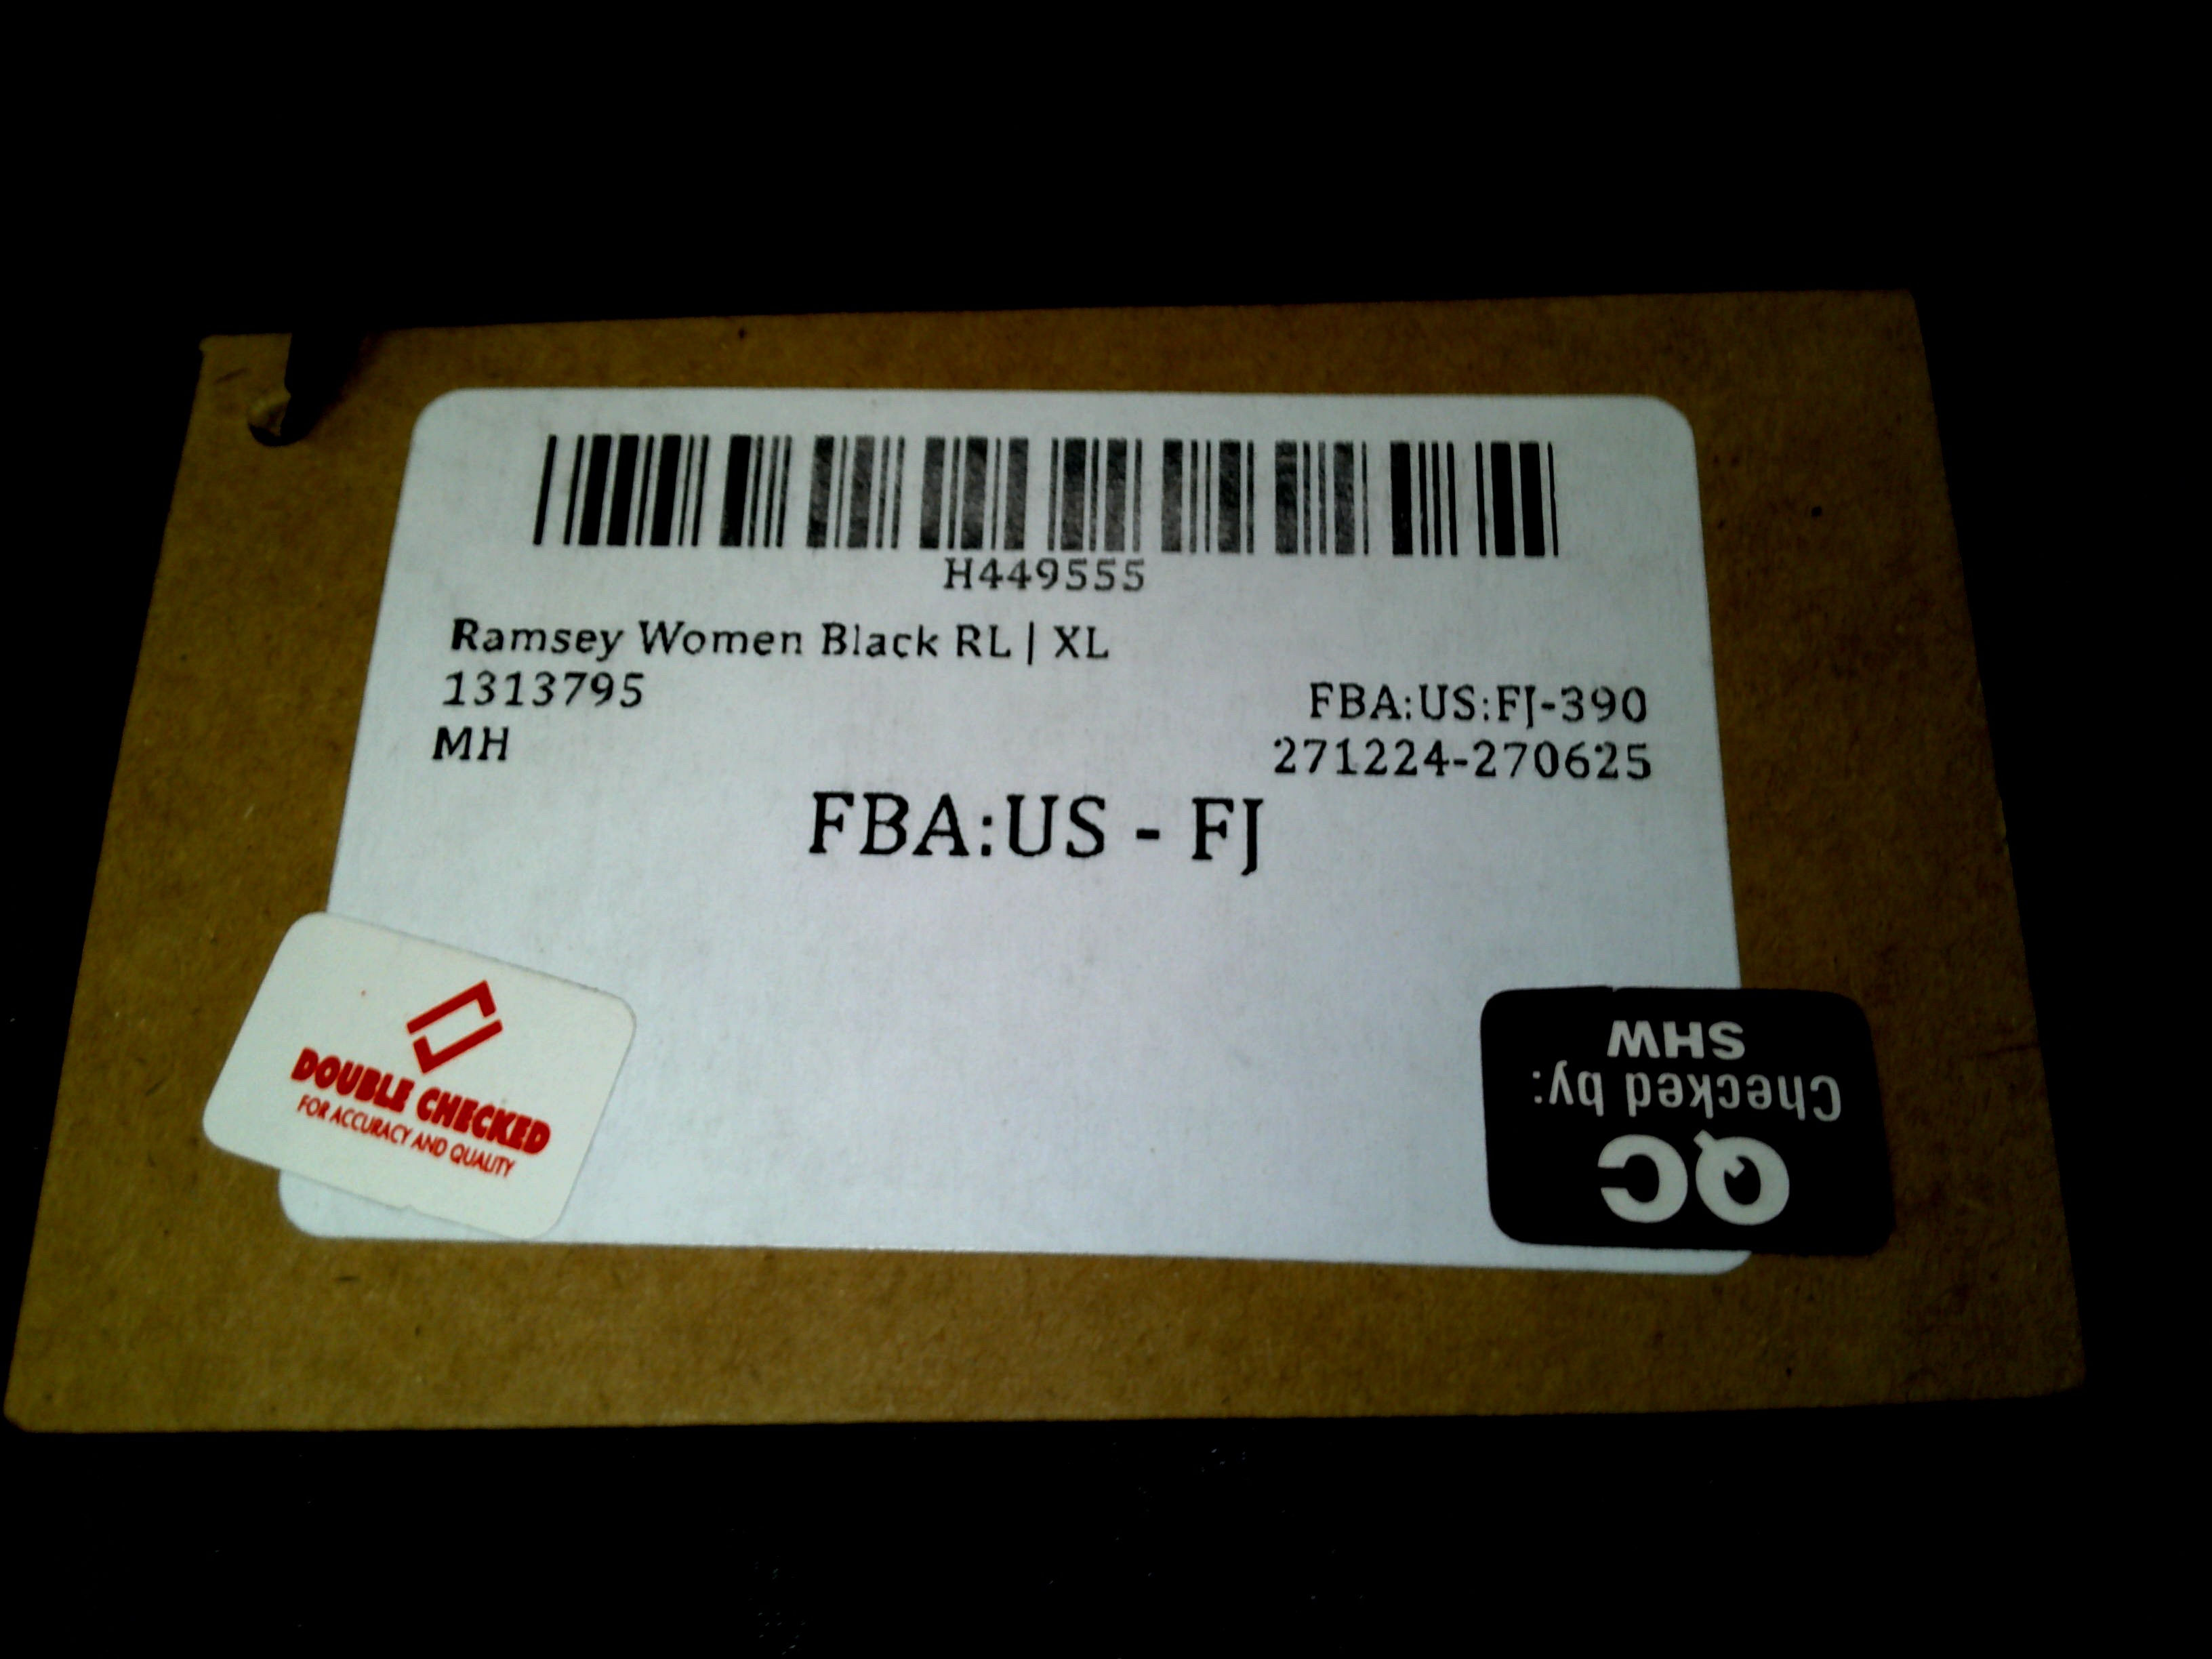 H449555
Ramsey Women Black RL | XL
1313795
FBA:US:FJ-390
MH
271224-270625
FBA:US - FJ
DOUBLE CHECKED
FOR ACCURACY AND QUALITY
QC
Checked by:
SHW